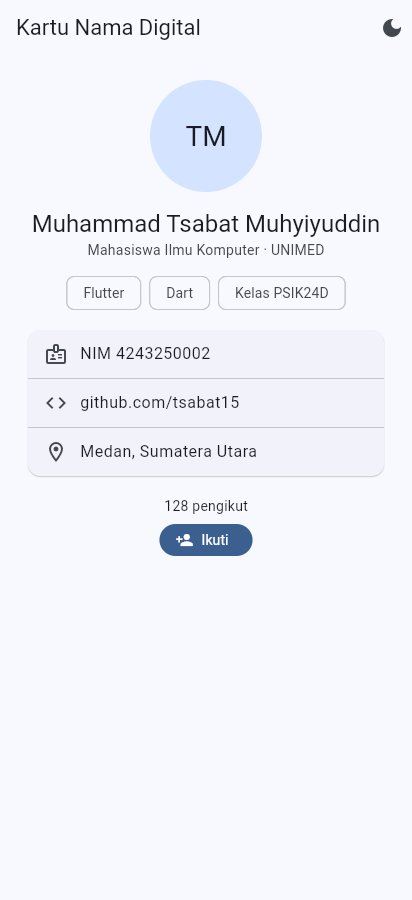 Kartu Nama Digital
TM
Muhammad Tsabat Muhyiyuddin
Mahasiswa Ilmu Komputer · UNIMED
Flutter Dart Kelas PSIK24D
NIM 4243250002
github.com/tsabat15
Medan, Sumatera Utara
128 pengikut
Ikuti